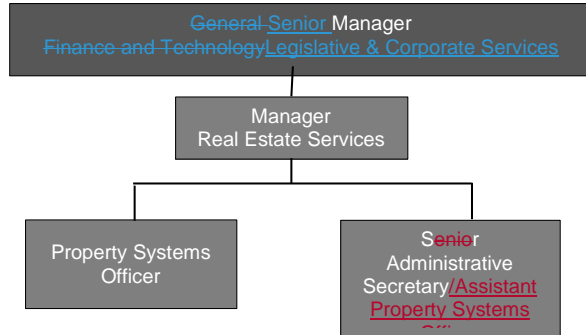 General Senior Manager
Finance and TechnologyLegislative & Corporate Services
Manager
Real Estate Services
Property Systems
Officer
Senior
Administrative
Secretary/Assistant
Property Systems